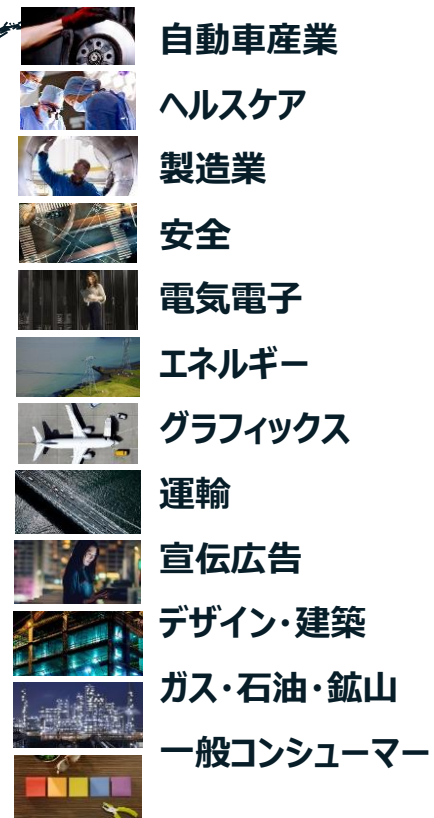 自動車産業
ヘルスケア
製造業
安全
電気電子
エネルギー
グラフィックス
運輸
宣伝広告
デザイン・建築
ガス・石油・鉱山
一般コンシューマー